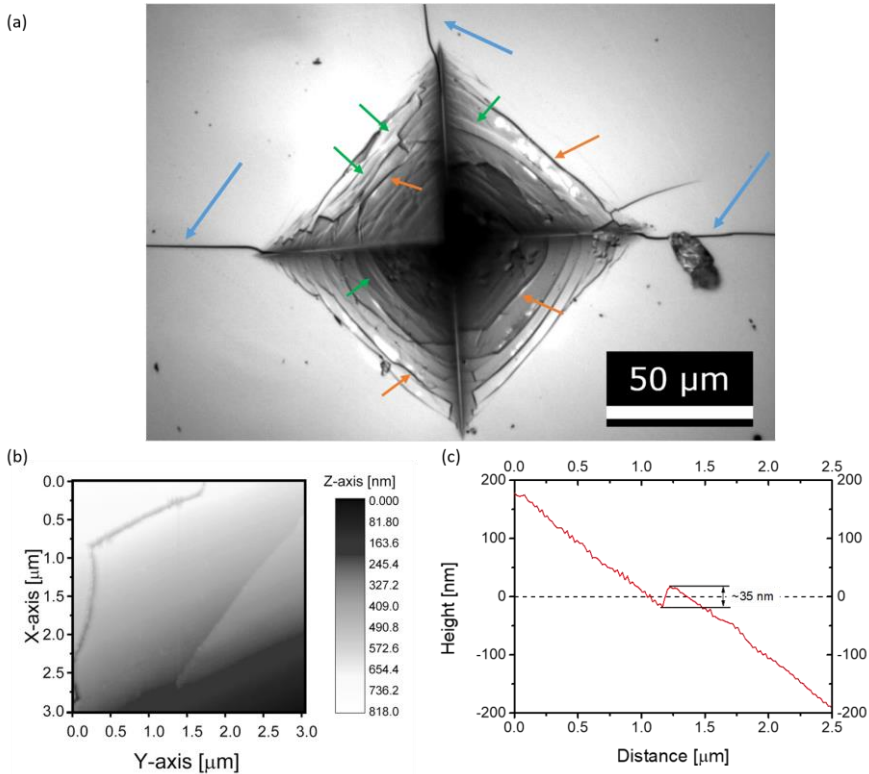 (a)
50 µm
(b)
Z-axis [nm]
0.0
0.5
1.0
1.5
2.0
2.5
3.0
X-axis [µm]
0.0 0.5 1.0 1.5 2.0 2.5 3.0
Y-axis [µm]
0.000
81.80
163.6
245.4
327.2
409.0
490.8
572.6
654.4
736.2
818.0
(c)
0.0 0.5 1.0 1.5 2.0 2.5
200 200
100 100
0 0
-100 -100
-200 -200
~35 nm
Height [nm]
0.0 0.5 1.0 1.5 2.0 2.5
Distance [µm]